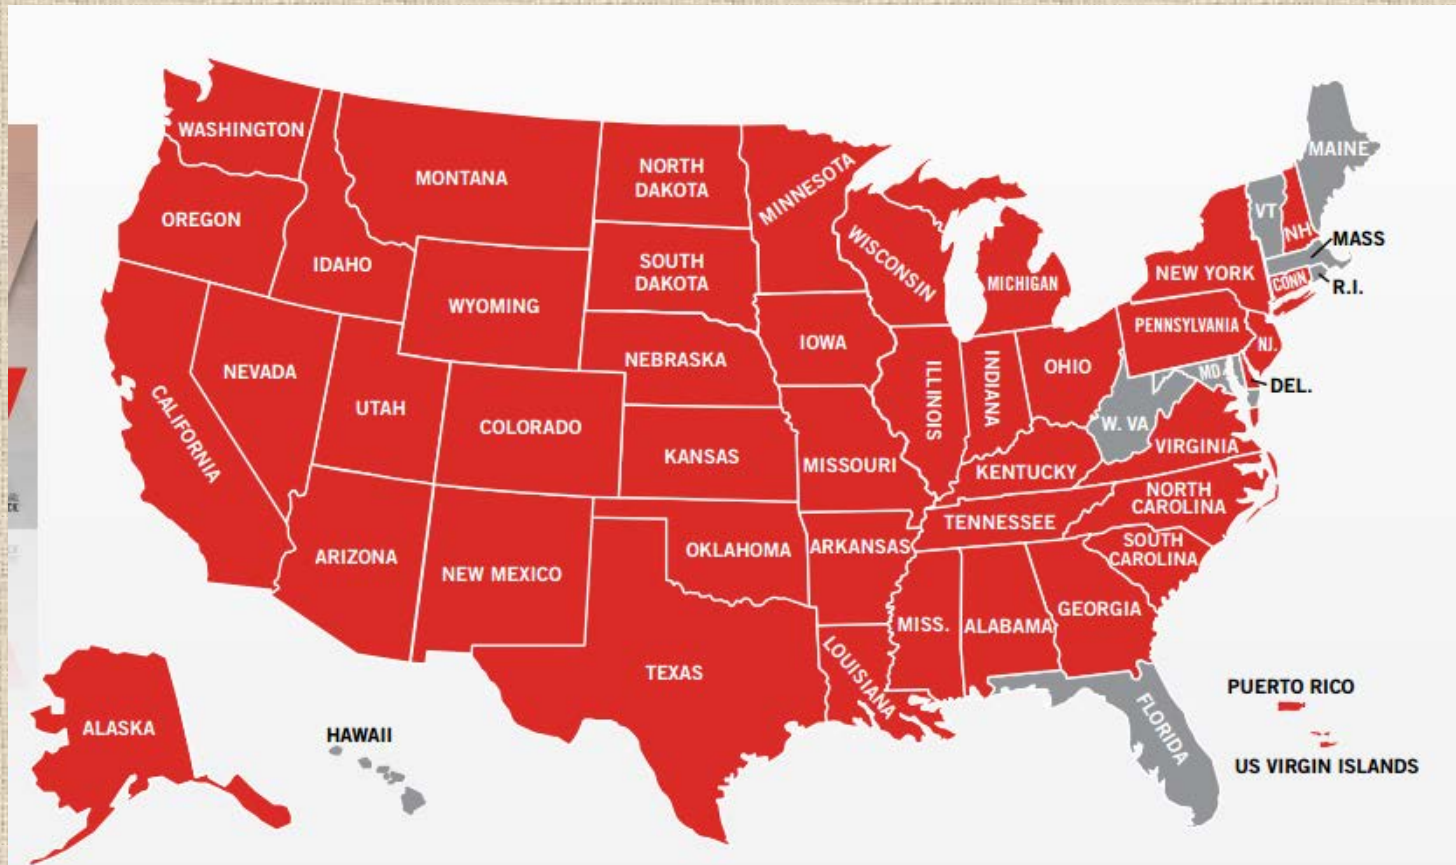 WASHINGTON
MONTANA
NORTH
DAKOTA
MINNESOTA
MAINE
OREGON
IDAHO
SOUTH
DAKOTA
WISCONSIN
MICHIGAN
NEW YORK
VT
NH
MASS
CONN.
R.I.
WYOMING
NEBRASKA
IOWA
PENNSYLVANIA
NJ.
NEVADA
UTAH
COLORADO
ILLINOIS
INDIANA
OHIO
MD
DEL.
CALIFORNIA
KANSAS
MISSOURI
KENTUCKY
W. VA
VIRGINIA
ARIZONA
NEW MEXICO
OKLAHOMA
ARKANSAS
TENNESSEE
NORTH
CAROLINA
SOUTH
CAROLINA
TEXAS
LOUISIANA
MISS.
ALABAMA
GEORGIA
FLORIDA
PUERTO RICO
ALASKA
HAWAII
US VIRGIN ISLANDS